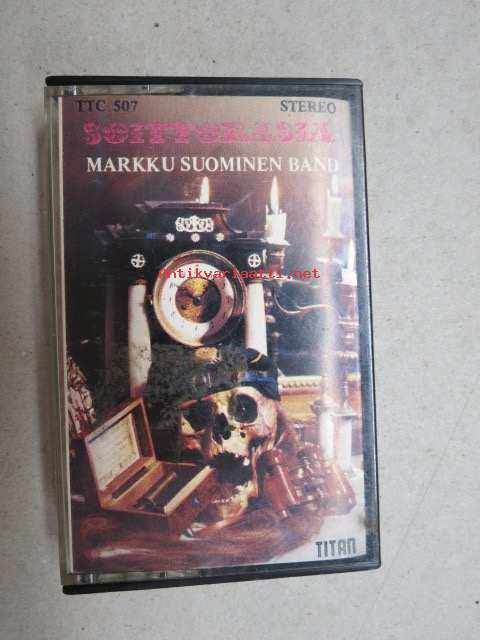 TTC 507 STEREO
SOITTORASIA
MARKKU SUOMINEN BAND
Antikvariaatti.net
TITAN